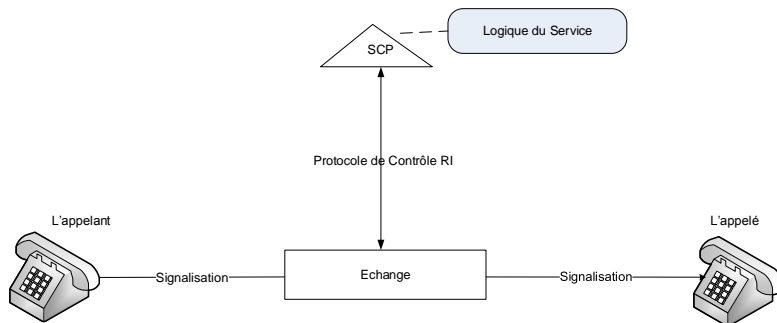 Logique du Service
SCP
Protocole de Contrôle RI
L'appelant
L'appelé
Signalisation
Echange
Signalisation